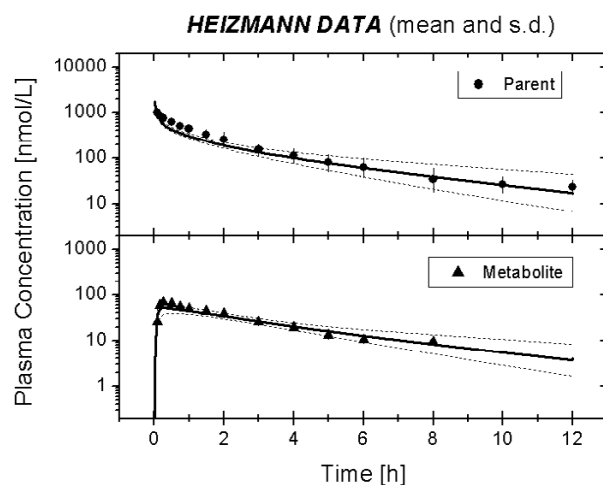 HEIZMANN DATA (mean and s.d.)
Plasma Concentration [nmol/L]
10000
1000
100
10
Parent
1000
100
10
1
Metabolite
0 2 4 6 8 10 12
Time [h]